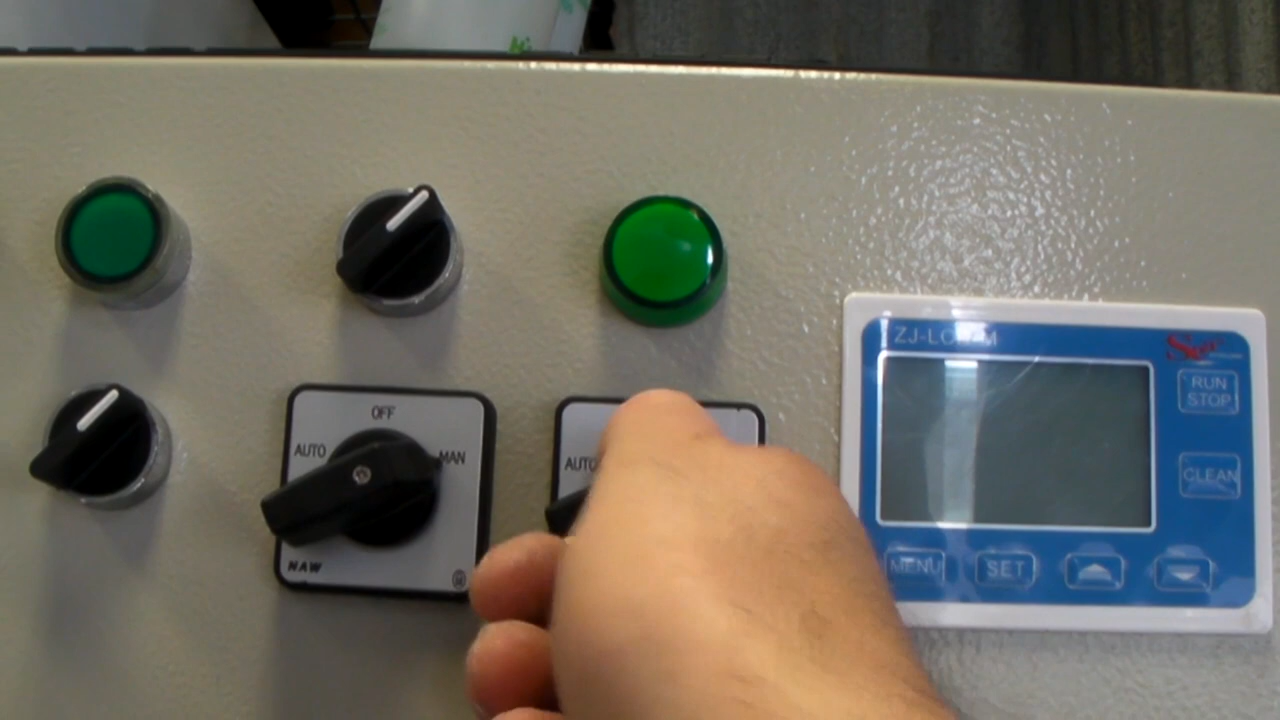 ZJ-LC
RUN
STOP
OFF
AUTO
MAN
AUTO
CLEAN
NAW
MENU
SET